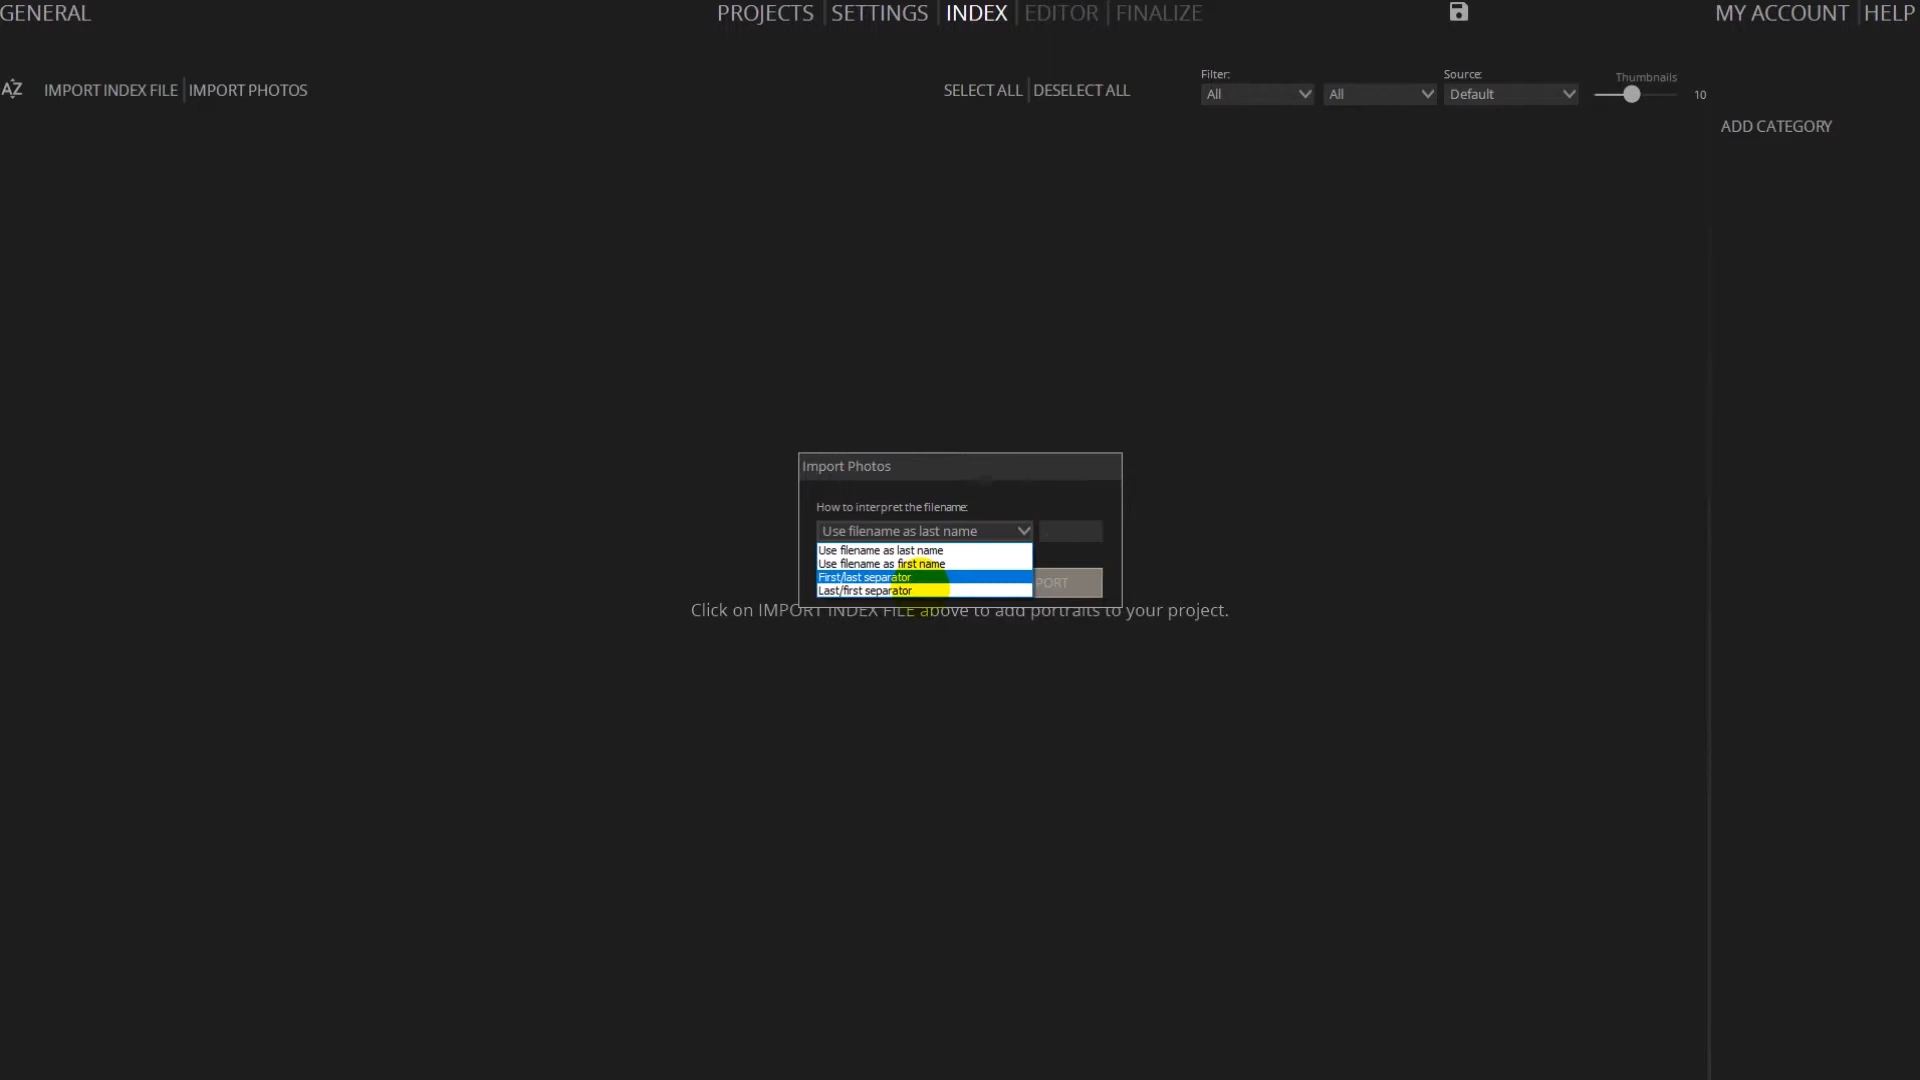 GENERAL
PROJECTS SETTINGS INDEX EDITOR FINALIZE
MY ACCOUNT HELP
AZ
IMPORT INDEX FILE IMPORT PHOTOS
SELECT ALL DESELECT ALL
Filter:
All
All
Source:
Default
Thumbnails
10
ADD CATEGORY
Import Photos
How to interpret the filename:
Use filename as last name
Use filename as last name
Use filename as first name
First/last separator
Last/first separator
PORT
Click on IMPORT INDEX FILE above to add portraits to your project.